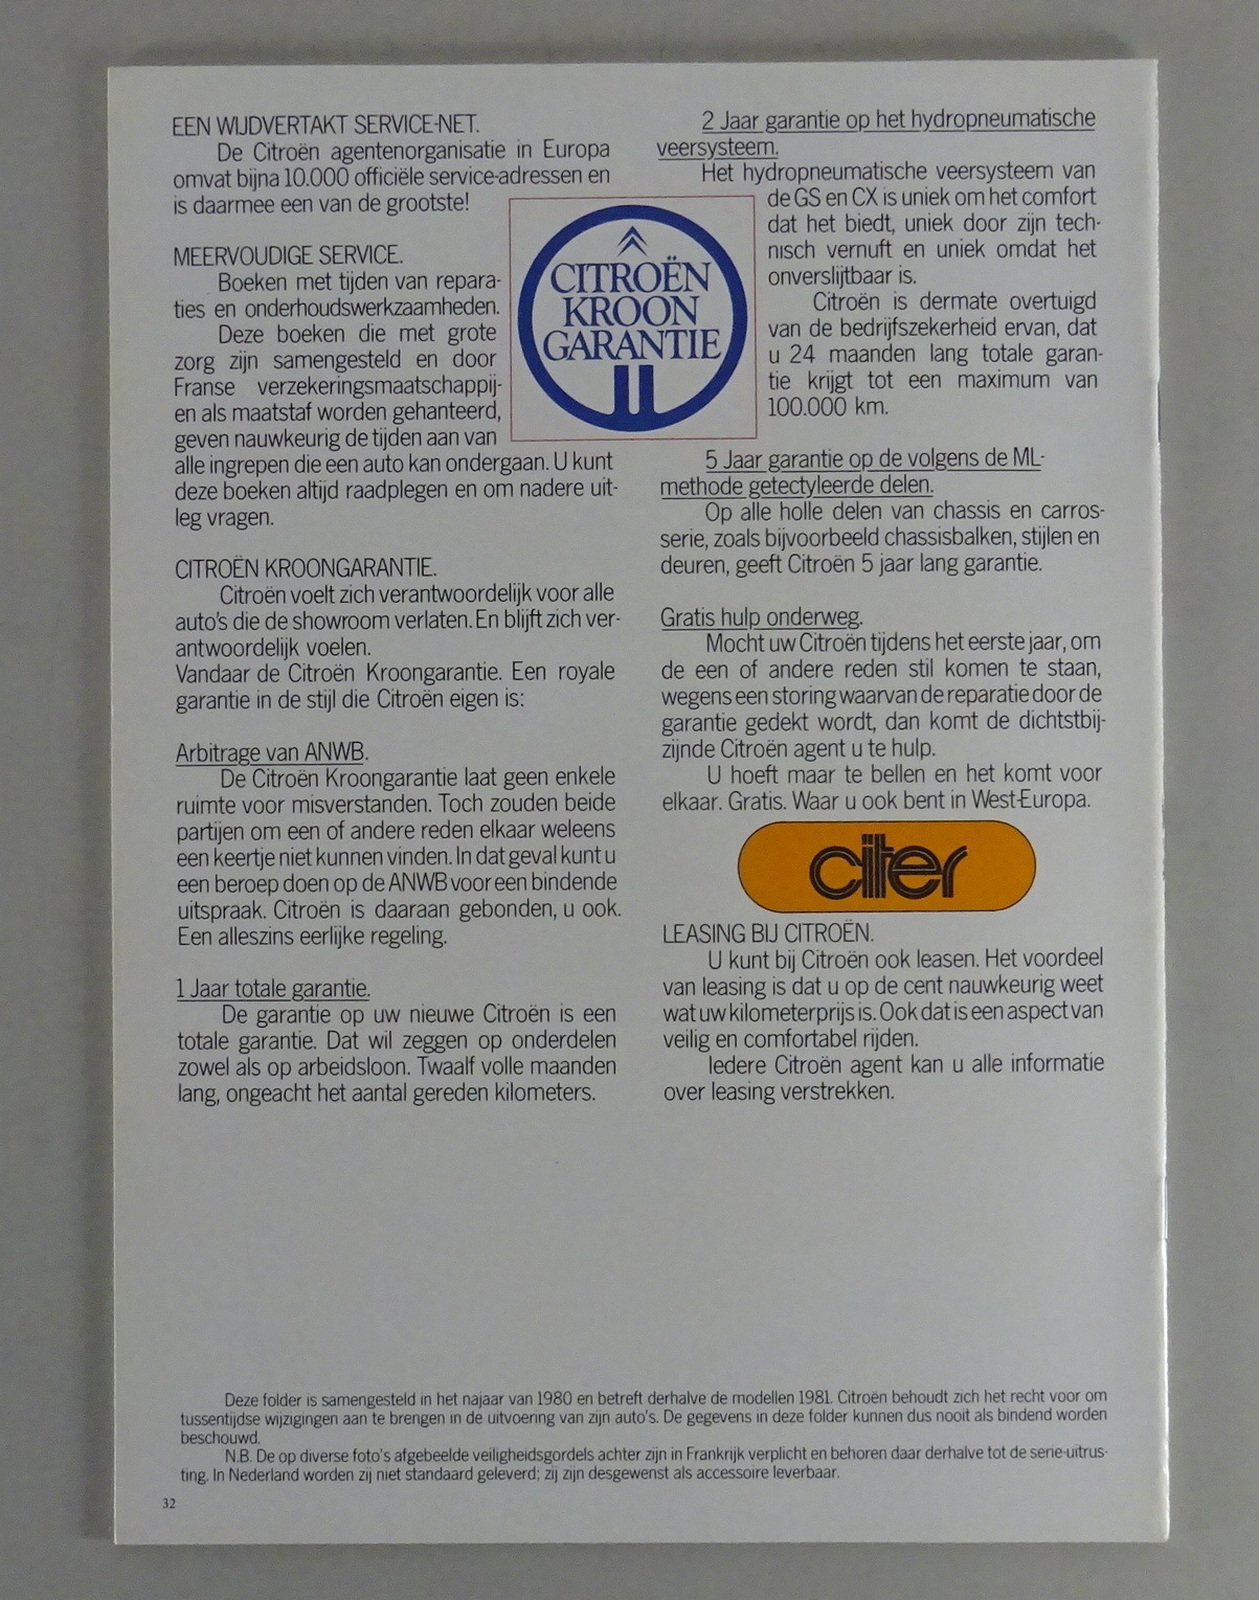 EEN WIJDVERTAKT SERVICE-NET.
De Citroën agentenorganisatie in Europa
omvat bijna 10.000 officiële service-adressen en
is daarmee een van de grootste!
MEERVOUDIGE SERVICE.
Boeken met tijden van repara-
ties en onderhoudswerkzaamheden.
Deze boeken die met grote
zorg zijn samengesteld en door
Franse verzekeringsmaatschappij-
en als maatstaf worden gehanteerd,
geven nauwkeurig de tijden aan van
alle ingrepen die een auto kan ondergaan. U kunt
deze boeken altijd raadplegen en om nadere uit-
leg vragen.
CITROËN KROONGARANTIE.
Citroën voelt zich verantwoordelijk voor alle
auto's die de showroom verlaten. En blijft zich ver-
antwoordelijk voelen.
Vandaar de Citroën Kroongarantie. Een royale
garantie in de stijl die Citroën eigen is:
Arbitrage van ANWB.
De Citroën Kroongarantie laat geen enkele
ruimte voor misverstanden. Toch zouden beide
partijen om een of andere reden elkaar weleens
een keertje niet kunnen vinden. In dat geval kunt u
een beroep doen op de ANWB voor een bindende
uitspraak. Citroën is daaraan gebonden, u ook.
Een alleszins eerlijke regeling.
1 Jaar totale garantie.
De garantie op uw nieuwe Citroën is een
totale garantie. Dat wil zeggen op onderdelen
zowel als op arbeidsloon. Twaalf volle maanden
lang, ongeacht het aantal gereden kilometers.
CITROËN
KROON
GARANTIE
2 Jaar garantie op het hydropneumatische
veersysteem.
Het hydropneumatische veersysteem van
de GS en CX is uniek om het comfort
dat het biedt, uniek door zijn tech-
nisch vernuft en uniek omdat het
onverslijtbaar is.
Citroën is dermate overtuigd
van de bedrijfszekerheid ervan, dat
u 24 maanden lang totale garan-
tie krijgt tot een maximum van
100.000 km.
5 Jaar garantie op de volgens de ML-
methode getectyleerde delen.
Op alle holle delen van chassis en carros-
serie, zoals bijvoorbeeld chassisbalken, stijlen en
deuren, geeft Citroën 5 jaar lang garantie.
Gratis hulp onderweg.
Mocht uw Citroën tijdens het eerste jaar, om
de een of andere reden stil komen te staan,
wegens een storing waarvan de reparatie door de
garantie gedekt wordt, dan komt de dichtstbij-
zijnde Citroën agent u te hulp.
U hoeft maar te bellen en het komt voor
elkaar. Gratis. Waar u ook bent in West-Europa.
citer
LEASING BIJ CITROËN.
U kunt bij Citroën ook leasen. Het voordeel
van leasing is dat u op de cent nauwkeurig weet
wat uw kilometerprijs is. Ook dat is een aspect van
veilig en comfortabel rijden.
Iedere Citroën agent kan u alle informatie
over leasing verstrekken.
Deze folder is samengesteld in het najaar van 1980 en betreft derhalve de modellen 1981. Citroën behoudt zich het recht voor om
tussentijdse wijzigingen aan te brengen in de uitvoering van zijn auto's. De gegevens in deze folder kunnen dus nooit als bindend worden
beschouwd.
N.B. De op diverse foto's afgebeelde veiligheidsgordels achter zijn in Frankrijk verplicht en behoren daar derhalve tot de serie-uitrus-
ting. In Nederland worden zij niet standaard geleverd; zij zijn desgewenst als accessoire leverbaar.
32